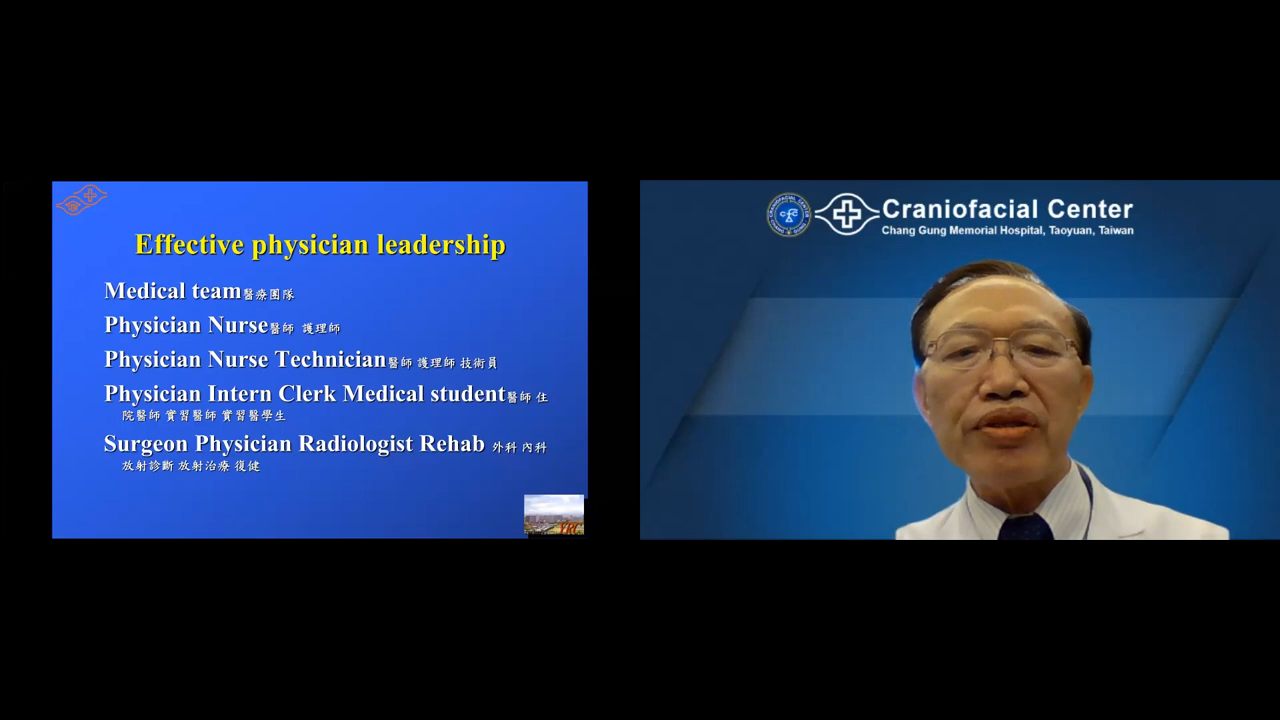 Effective physician leadership
Medical team醫療團隊
Physician Nurse醫師 護理師
Physician Nurse Technician醫師 護理師 技術員
Physician Intern Clerk Medical student醫師 住
院醫師 實習醫師 實習醫學生
Surgeon Physician Radiologist Rehab 外科 內科
放射診斷 放射治療 復健
YRC
Craniofacial Center
Chang Gung Memorial Hospital, Taoyuan, Taiwan
CRANIOFACIAL CENTER